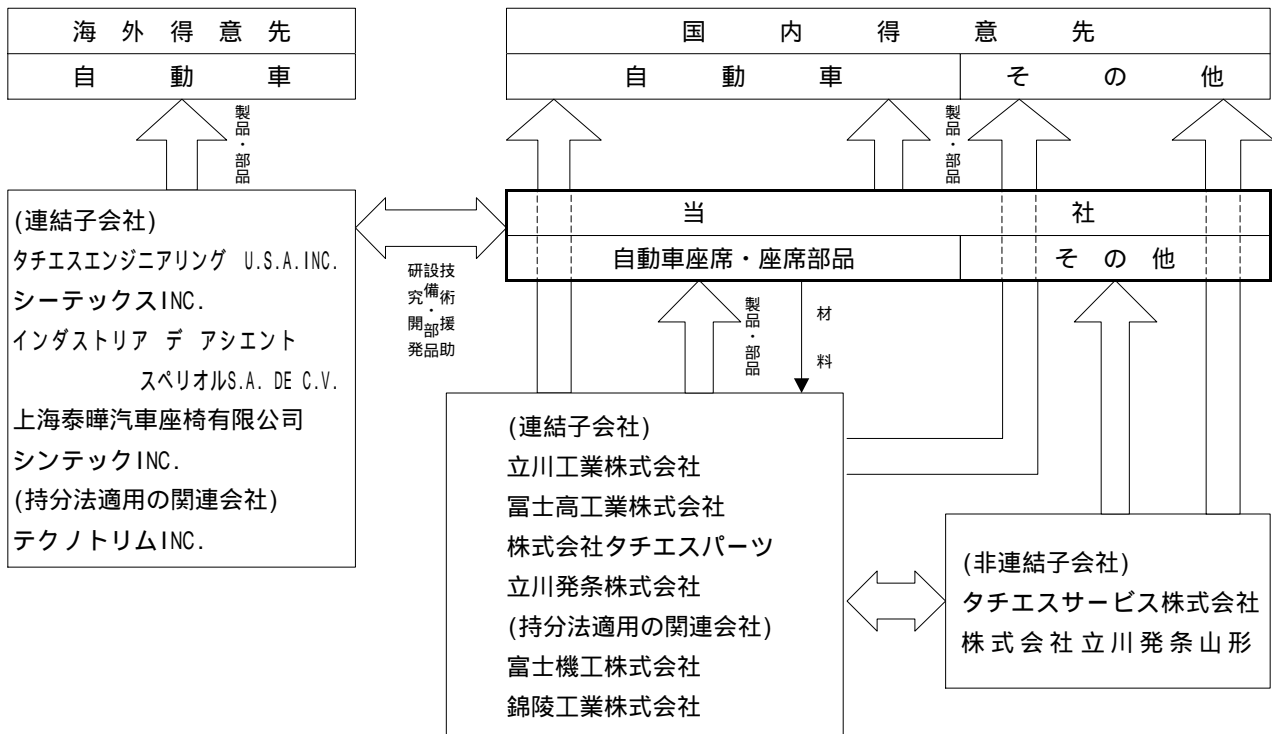 海外得意先
自動車
国内得意先
自動車
その他
製品・部品
製品・部品
(連結子会社)
タチエスエンジニアリング U.S.A.INC.
シーテックスINC.
インダストリア デ アシエント
スペリオルS.A. DE C.V.
上海泰曄汽車座椅有限公司
シンテックINC.
(持分法適用の関連会社)
テクノトリムINC.
技術援助
設備・部品
研究開発
当社
自動車座席・座席部品
その他
製品・部品
材料
(連結子会社)
立川工業株式会社
冨士高工業株式会社
株式会社タチエスパーツ
立川発条株式会社
(持分法適用の関連会社)
富士機工株式会社
錦陵工業株式会社
(非連結子会社)
タチエスサービス株式会社
株式会社立川発条山形